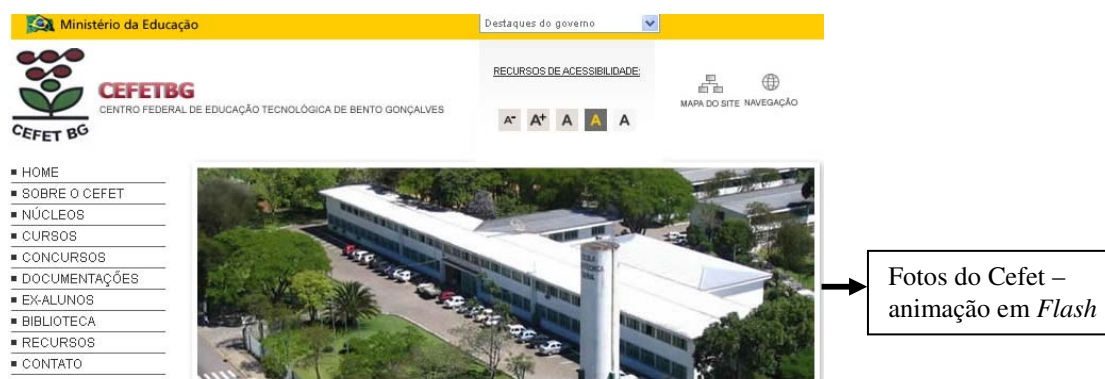 Ministério da Educação
Destaques do governo
CEFET BG
CEFETBG
CENTRO FEDERAL DE EDUCAÇÃO TECNOLÓGICA DE BENTO GONÇALVES
RECURSOS DE ACESSIBILIDADE:
A- A+ A A A
MAPA DO SITE NAVEGAÇÃO
HOME
SOBRE O CEFET
NÚCLEOS
CURSOS
CONCURSOS
DOCUMENTAÇÕES
EX-ALUNOS
BIBLIOTECA
RECURSOS
CONTATO
Fotos do Cefet –
animação em Flash